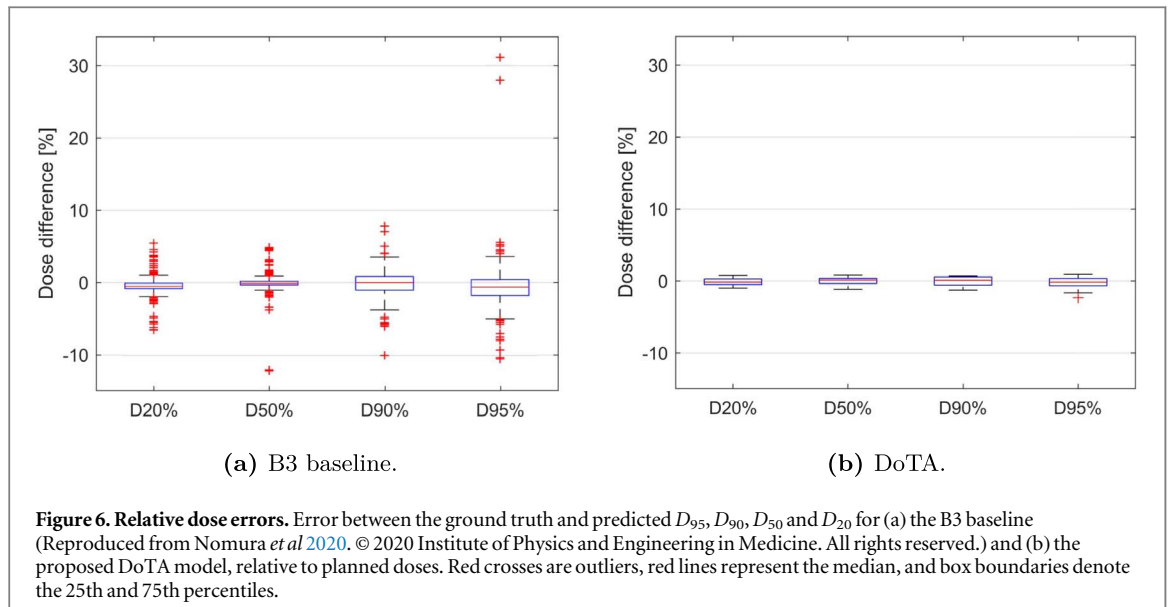 Dose difference [%]
30
20
10
0
-10
D20%
D50%
D90%
D95%
(a) B3 baseline.
Dose difference [%]
30
20
10
0
-10
D20%
D50%
D90%
D95%
(b) DoTA.
Figure 6. Relative dose errors. Error between the ground truth and predicted D95, D90, D50 and D20 for (a) the B3 baseline
(Reproduced from Nomura et al 2020. © 2020 Institute of Physics and Engineering in Medicine. All rights reserved.) and (b) the
proposed DoTA model, relative to planned doses. Red crosses are outliers, red lines represent the median, and box boundaries denote
the 25th and 75th percentiles.